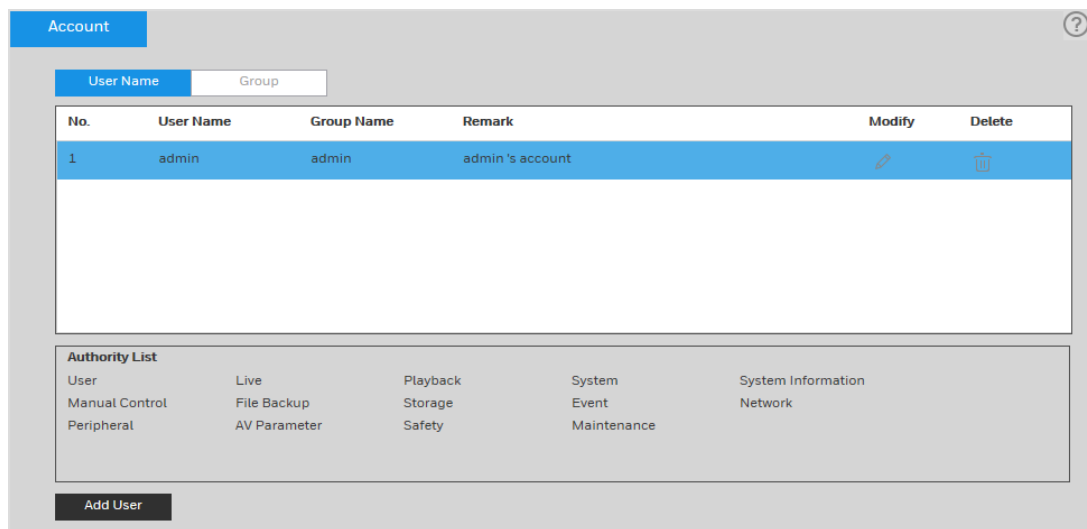 Account
?
User Name Group
No. User Name Group Name Remark Modify Delete
1 admin admin admin 's account
Authority List
User Live Playback System System Information
Manual Control File Backup Storage Event Network
Peripheral AV Parameter Safety Maintenance
Add User